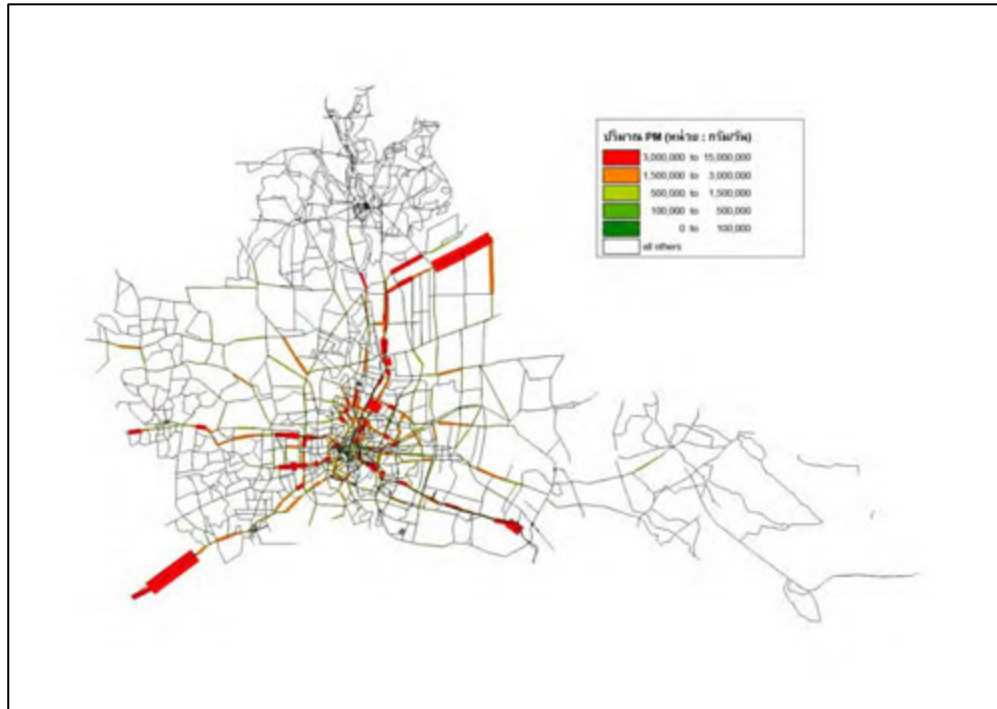 ปริมาณ PM (หน่วย : กรัม/วัน)
3,000,000 to 15,000,000
1,500,000 to 3,000,000
500,000 to 1,500,000
100,000 to 500,000
0 to 100,000
all others